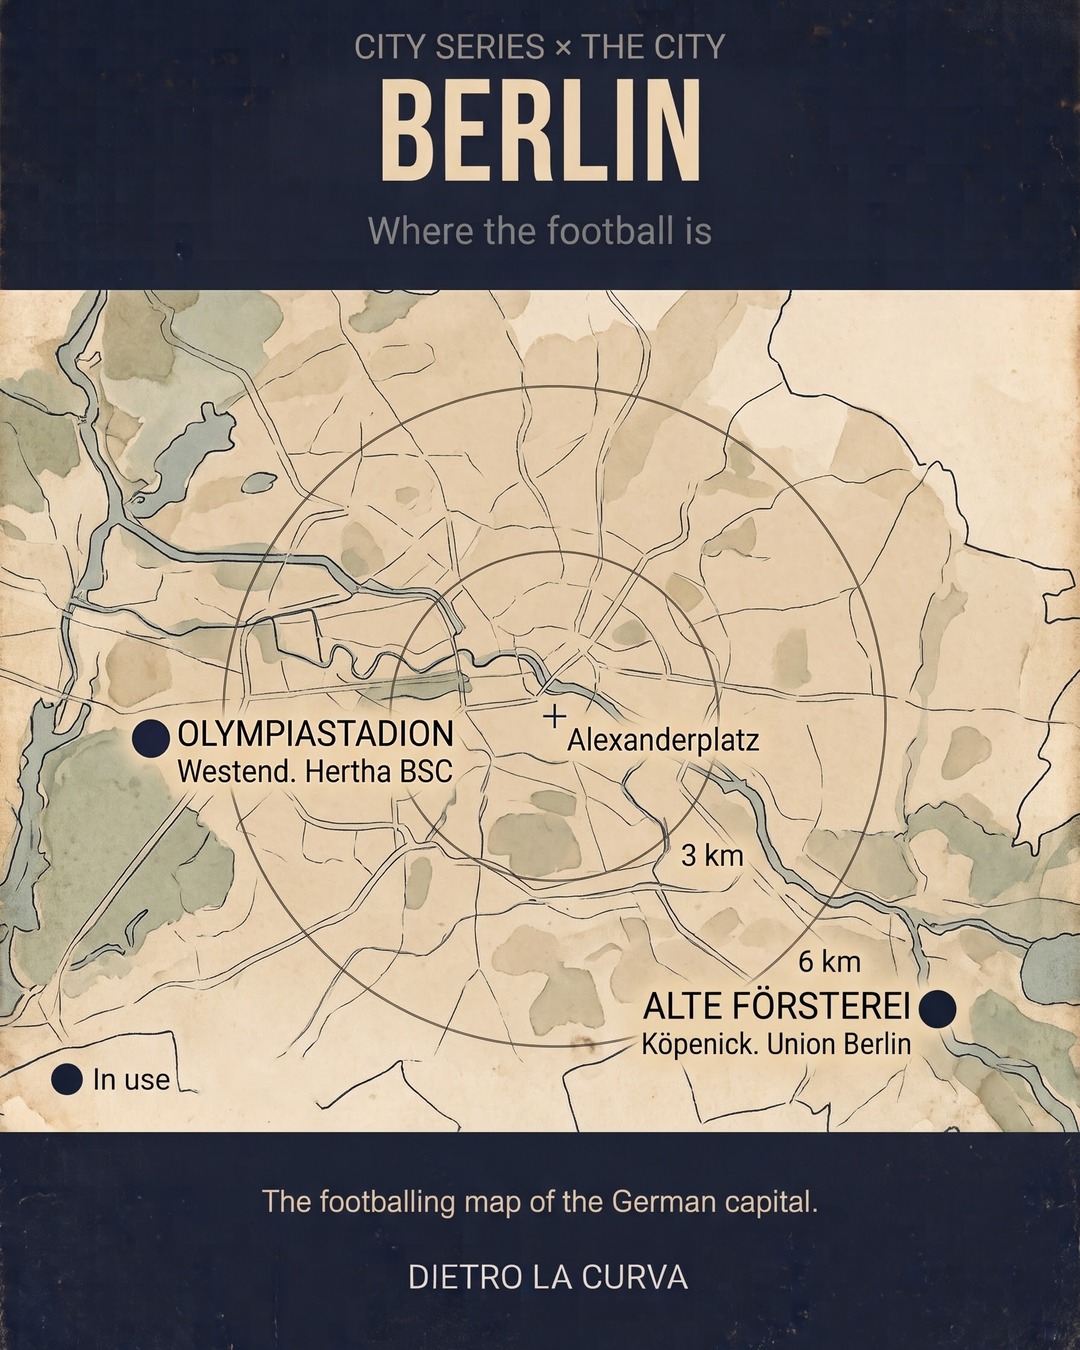 CITY SERIES × THE CITY
BERLIN
Where the football is
OLYMPIASTADION
Westend. Hertha BSC
Alexanderplatz
3 km
6 km
ALTE FÖRSTEREI
Köpenick. Union Berlin
In use
The footballing map of the German capital.
DIETRO LA CURVA